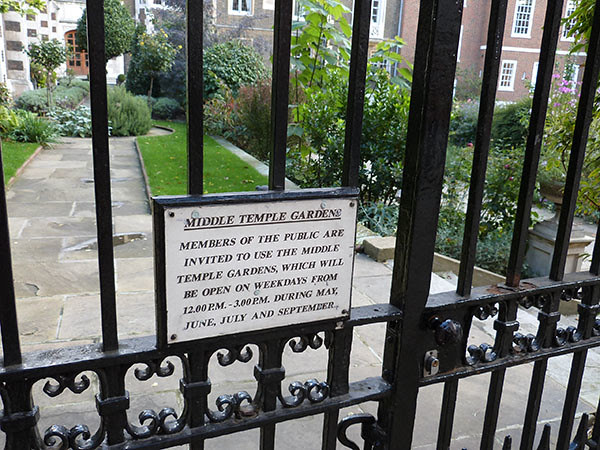 MIDDLE TEMPLE GARDENS
MEMBERS OF THE PUBLIC ARE
INVITED TO USE THE MIDDLE
TEMPLE GARDENS, WHICH WILL
BE OPEN ON WEEKDAYS FROM
12.00 P.M. - 3.00 P.M. DURING MAY,
JUNE, JULY AND SEPTEMBER.